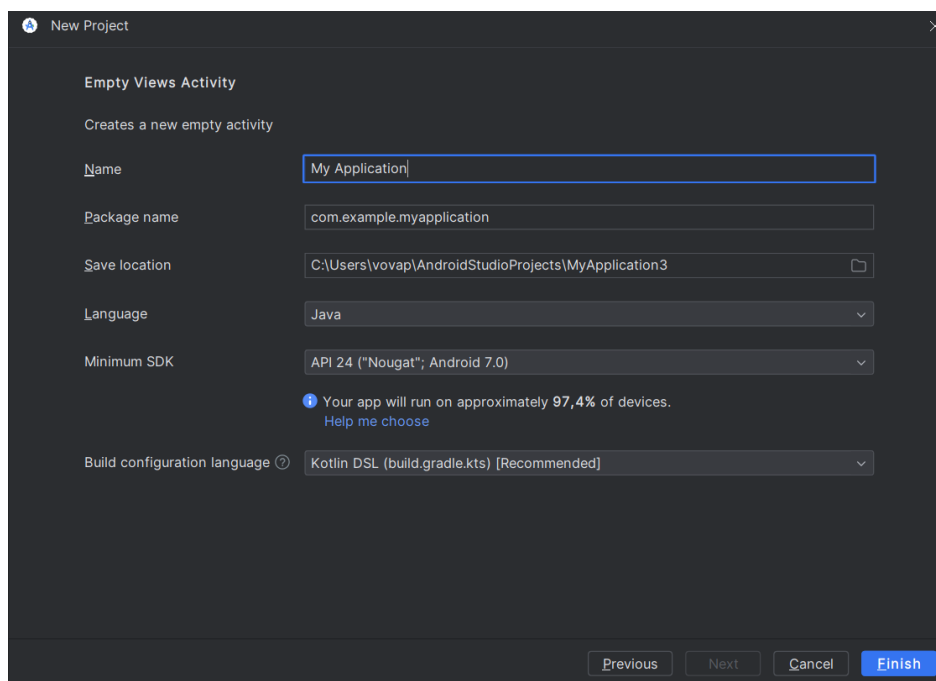 New Project
Empty Views Activity
Creates a new empty activity
Name My Application
Package name com.example.myapplication
Save location C:\Users\vovap\AndroidStudioProjects\MyApplication3
Language Java
Minimum SDK API 24 ("Nougat"; Android 7.0)
Your app will run on approximately 97,4% of devices.
Help me choose
Build configuration language Kotlin DSL (build.gradle.kts) [Recommended]
Previous Next Cancel Finish